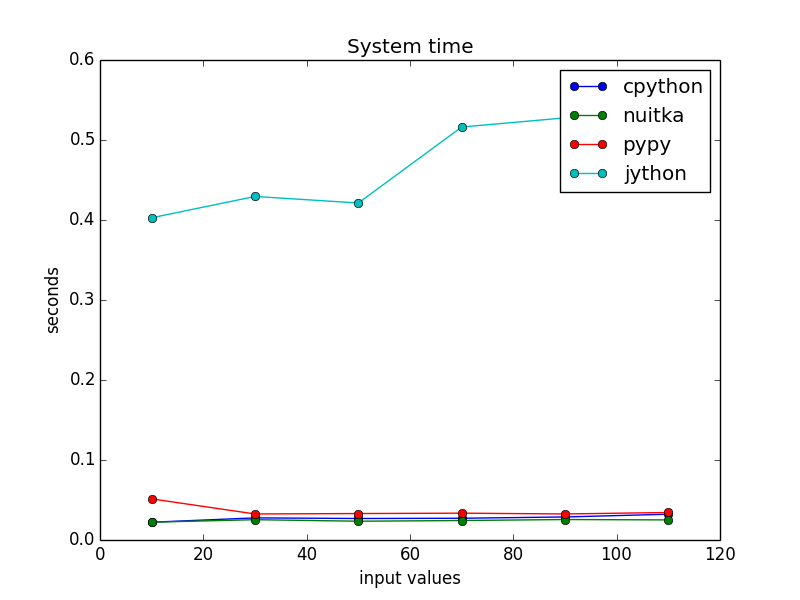 System time
0.6
0.5
0.4
0.3
0.2
0.1
0.0
seconds
cpython
nuitka
pypy
jython
0 20 40 60 80 100 120
input values